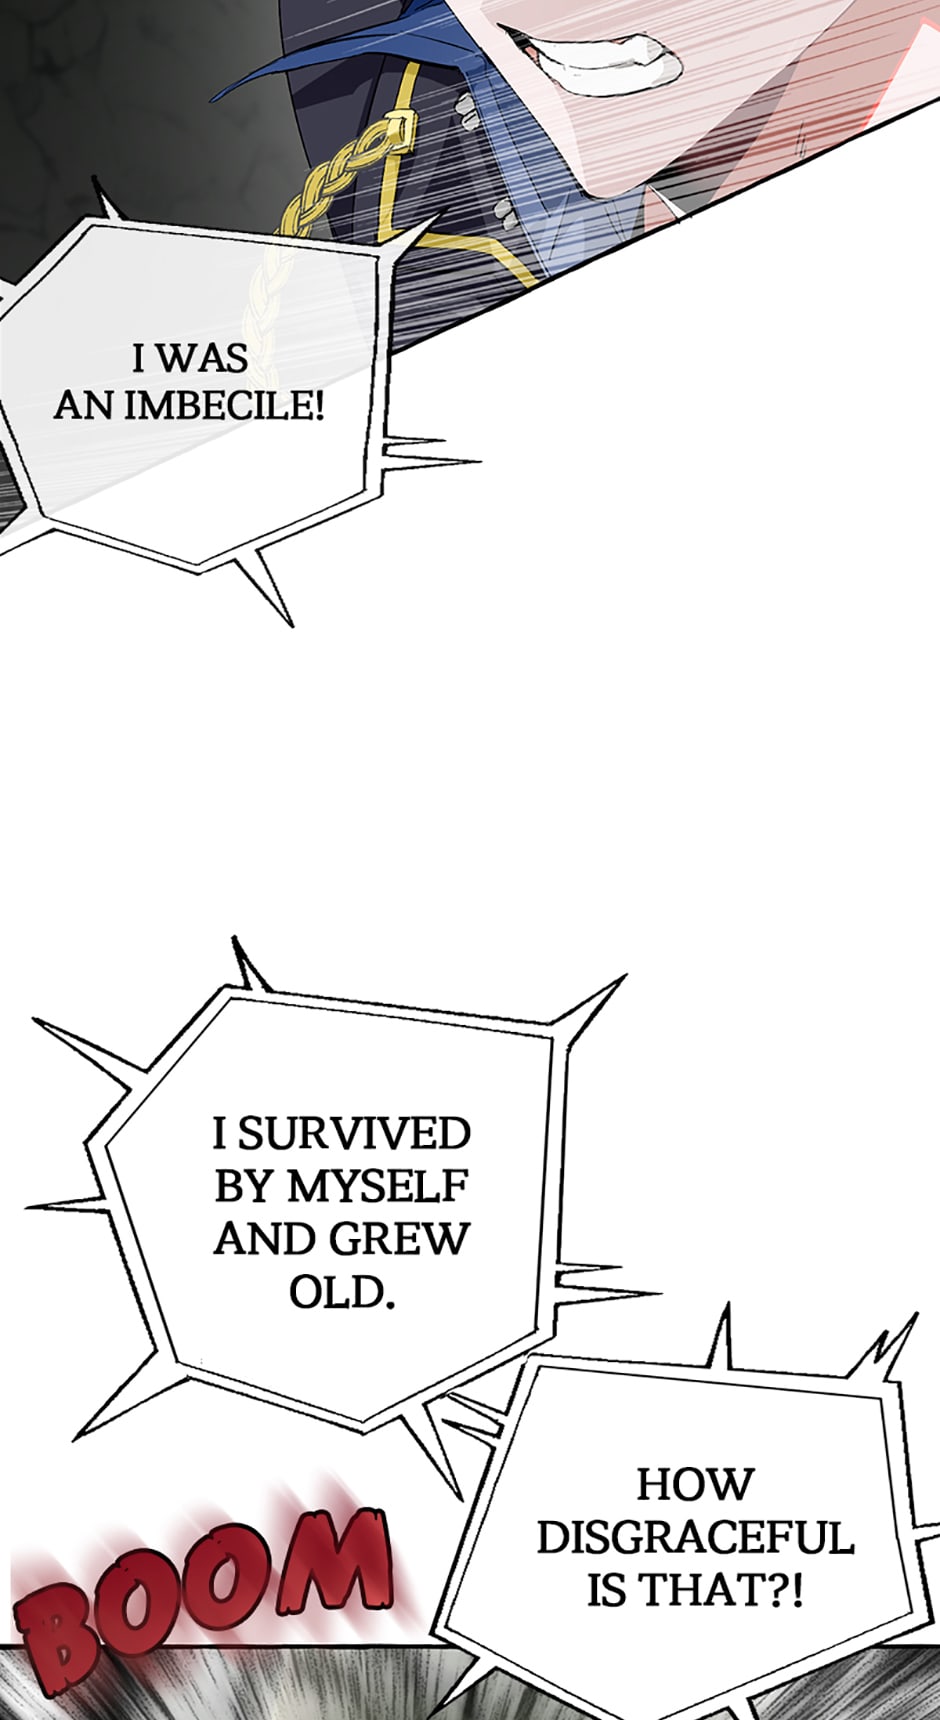 I WAS
AN IMBECILE!
I SURVIVED
BY MYSELF
AND GREW
OLD.
HOW
DISGRACEFUL
IS THAT?!
BOOM